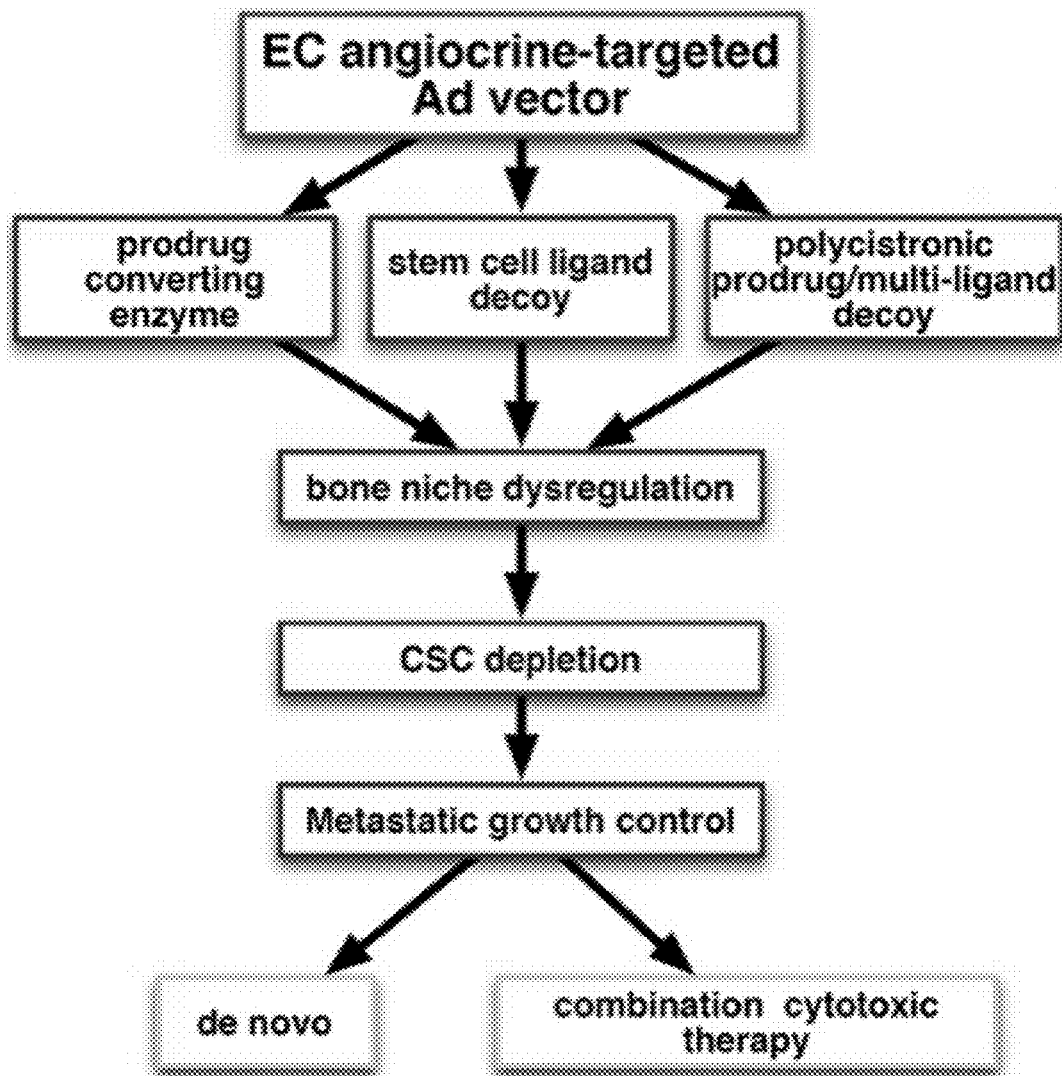 EC angiocrine-targeted
Ad vector
prodrug
converting
enzyme
stem cell ligand
decoy
polycistronic
prodrug/multi-ligand
decoy
bone niche dysregulation
CSC depletion
Metastatic growth control
de novo
combination cytotoxic
therapy